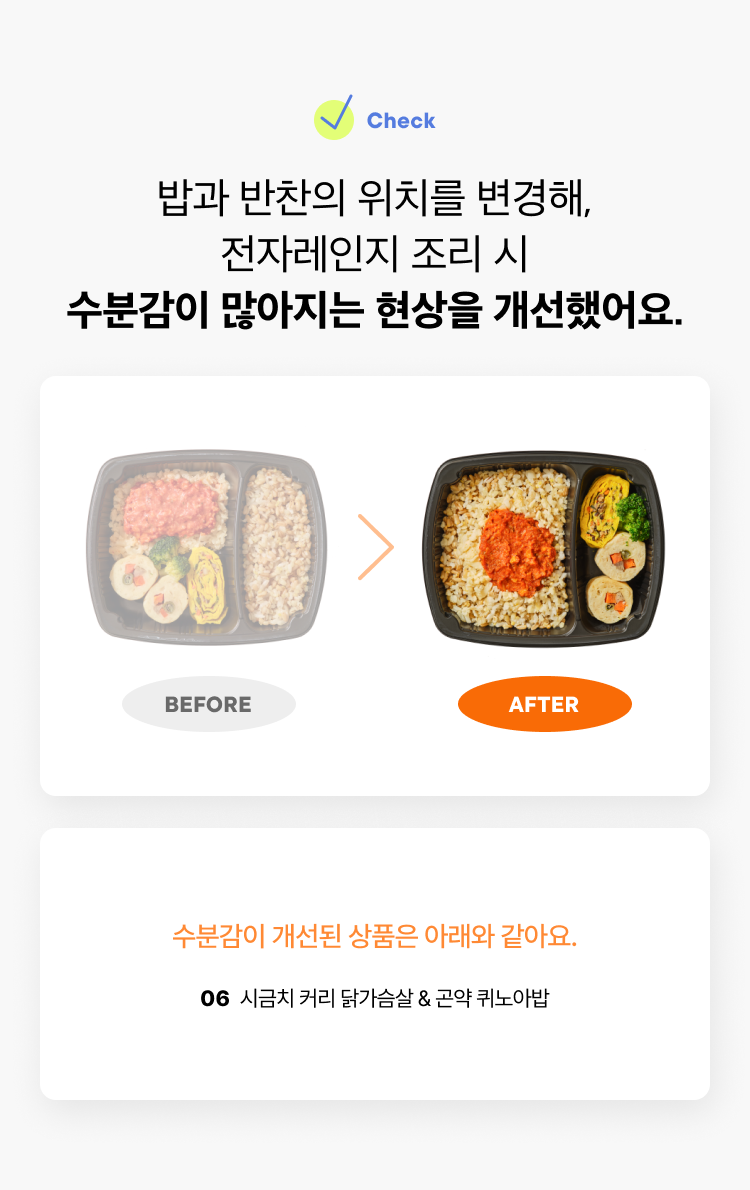 Check
밥과 반찬의 위치를 변경해,
전자레인지 조리 시
수분감이 많아지는 현상을 개선했어요.
BEFORE
AFTER
수분감이 개선된 상품은 아래와 같아요.
06 시금치 커리 닭가슴살 & 곤약 퀴노아밥